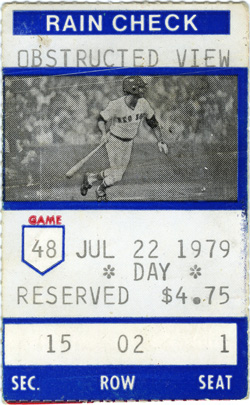 RAIN CHECK
OBSTRUCTED VIEW
RED SOX
GAME
48 JUL 22 1979
* DAY *
RESERVED $4.75
15 02 1
SEC. ROW SEAT